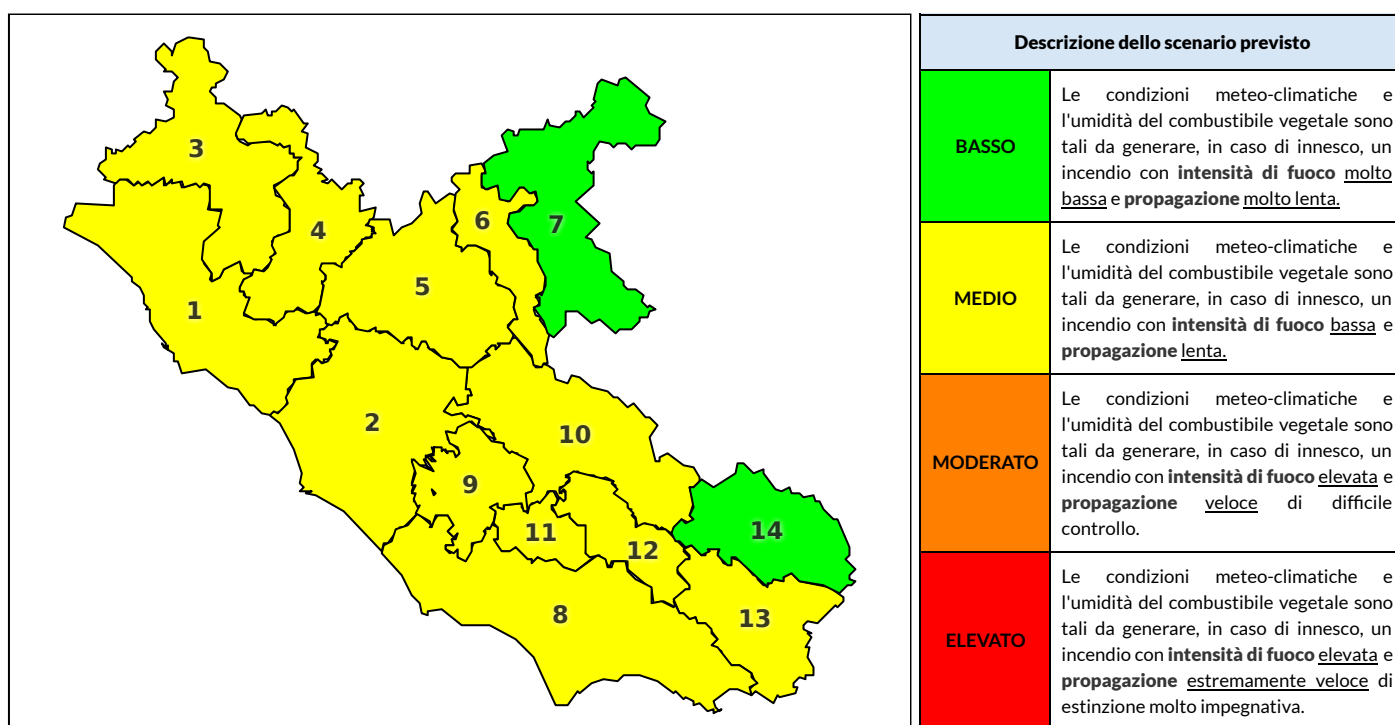 3
4
6
7
5
1
2
10
9
11
12
14
8
13
Descrizione dello scenario previsto
BASSO
Le condizioni meteo-climatiche e
l'umidità del combustibile vegetale sono
tali da generare, in caso di innesco, un
incendio con intensità di fuoco molto
bassa e propagazione molto lenta.
MEDIO
Le condizioni meteo-climatiche e
l'umidità del combustibile vegetale sono
tali da generare, in caso di innesco, un
incendio con intensità di fuoco bassa e
propagazione lenta.
MODERATO
Le condizioni meteo-climatiche e
l'umidità del combustibile vegetale sono
tali da generare, in caso di innesco, un
incendio con intensità di fuoco elevata e
propagazione veloce di difficile
controllo.
ELEVATO
Le condizioni meteo-climatiche e
l'umidità del combustibile vegetale sono
tali da generare, in caso di innesco, un
incendio con intensità di fuoco elevata e
propagazione estremamente veloce di
estinzione molto impegnativa.